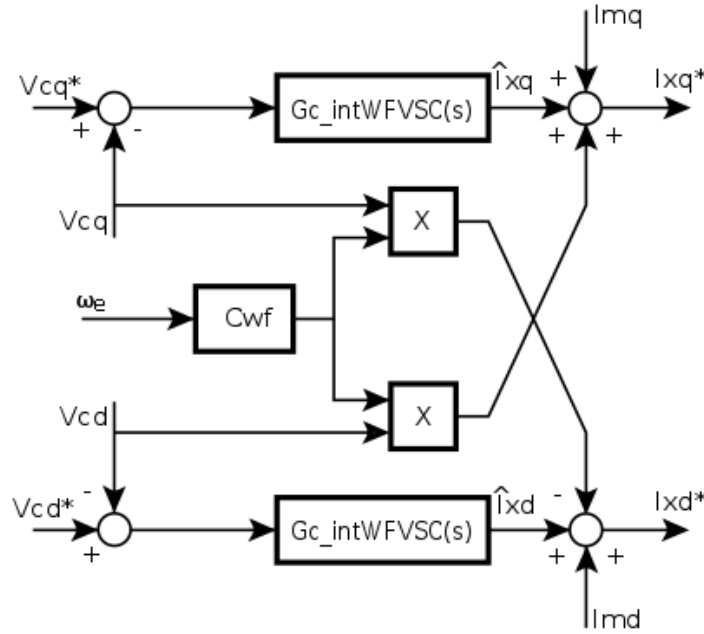 Imq
Vcq*
îxq
Ixq*
+
Gc_intWFVSC(s)
+ -
+ +
Vcq
X
ωe
Cwf
Vcd
X
- îxd -
Vcd*
Ixd*
Gc_intWFVSC(s)
+
+ +
Imd